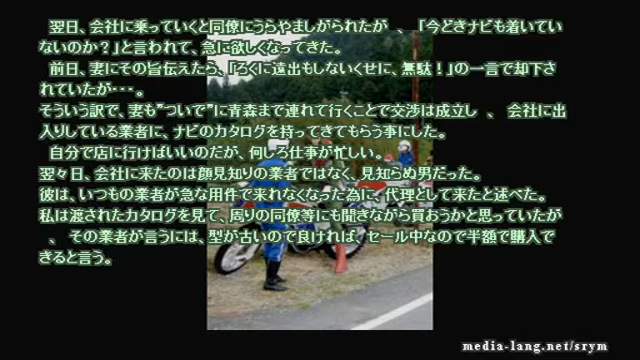 翌日、会社に乗っていくと同僚にうらやましがられたが　、　「今どきナビも着いてい
ないのか？」と言われて、急に欲しくなってきた。
前日、妻にその旨伝えたら、「ろくに遠出もしないくせに、無駄！」の一言で却下さ
れていたが・・・。
そういう訳で、妻も”ついで”に青森まで連れて行くことで交渉は成立し　、　会社に出
入りしている業者に、ナビのカタログを持ってきてもらう事にした。
自分で店に行けばいいのだが、何しろ仕事が忙しい。
翌々日、会社に来たのは顔見知りの業者ではなく、見知らぬ男だった。
彼は、いつもの業者が急な用件で来れなくなった為に、代理として来たと述べた。
私は渡されたカタログを見て、周りの同僚等にも聞きながら買おうかと思っていたが
、　その業者が言うには、型が古いので良ければ、セール中なので半額で購入で
きると言う。
media-lang.net/srym